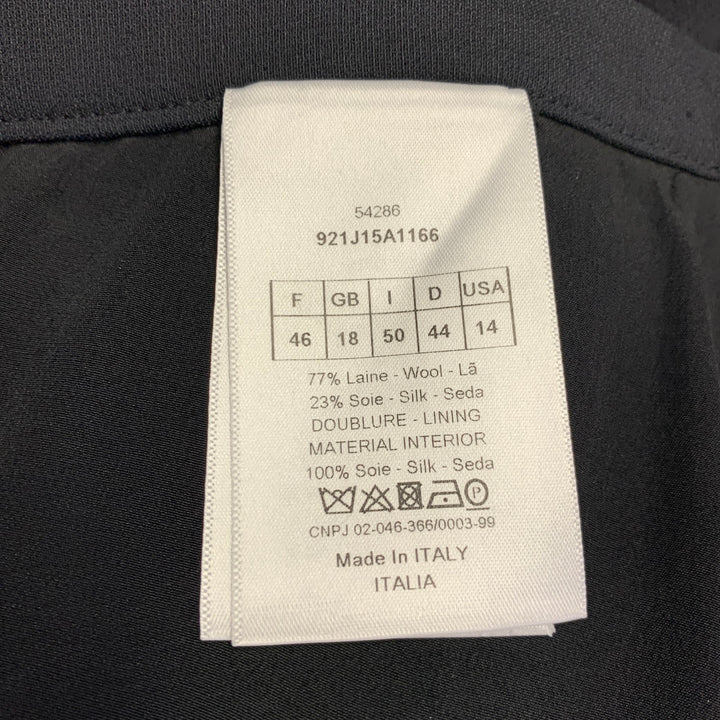 54286
921J15A1166
F GB I D USA
46 18 50 44 14
77% Laine - Wool - Lã
23% Soie - Silk - Seda
DOUBLURE - LINING
MATERIAL INTERIOR
100% Soie - Silk - Seda
P
CNPJ 02-046-366/0003-99
Made In ITALY
ITALIA